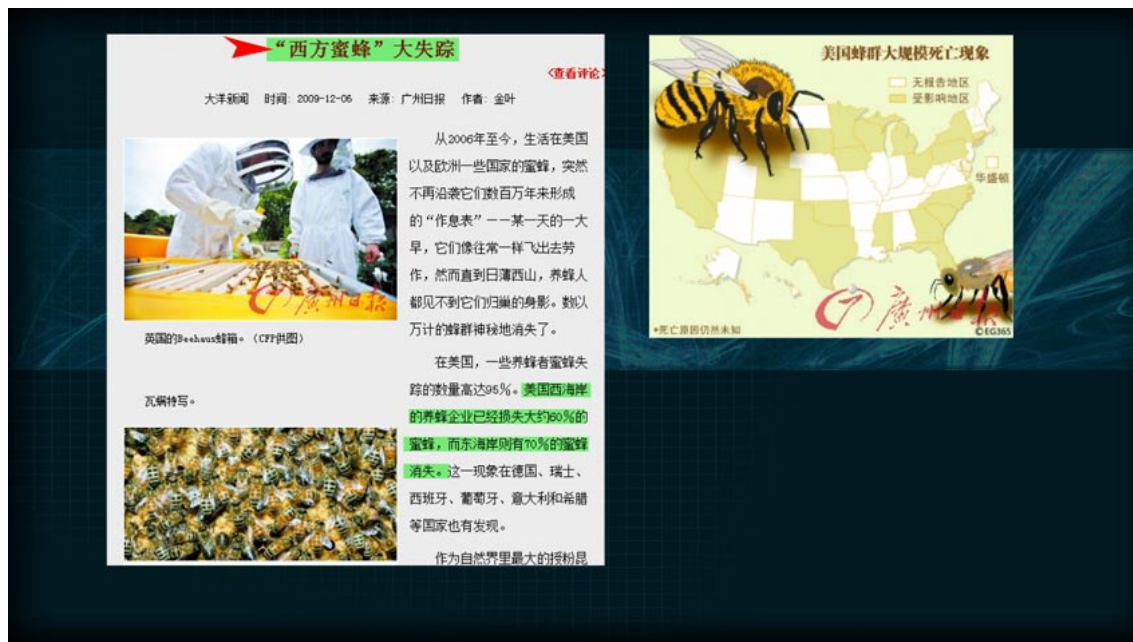 “西方蜜蜂”大失踪
<查看评论>
大洋新� 时间: 2009-12-06 来源: 广州日报 作者: 金叶
从2006年至今，生活在美国
以及欧洲一些国家的蜜蜂，突然
不再沿袭它们数百万年来形成
的“作息表”——某一天的一大
早，它们像往常一样飞出去劳
作，然而直到日薄西山，养蜂人
都见不到它们归巢的身影。数以
万计的蜂群神秘地消失了。
广州日报
英国的Beehaus蜂箱。（CFP供图）
在美国，一些养蜂者蜜蜂失
踪的数量高达95％。美国西海岸
的养蜂企业已经损失大约60％的
蜜蜂，而东海岸则有70％的蜜蜂
消失。这一现象在德国、瑞士、
西班牙、葡萄牙、意大利和希腊
等国家也有发现。
作为自然界里最大的授粉昆
瓦螨特写。
美国蜂群大规模死亡现象
无报告地区
受影响地区
华盛顿
廣州日报
*死亡原因仍然未知
©EG365